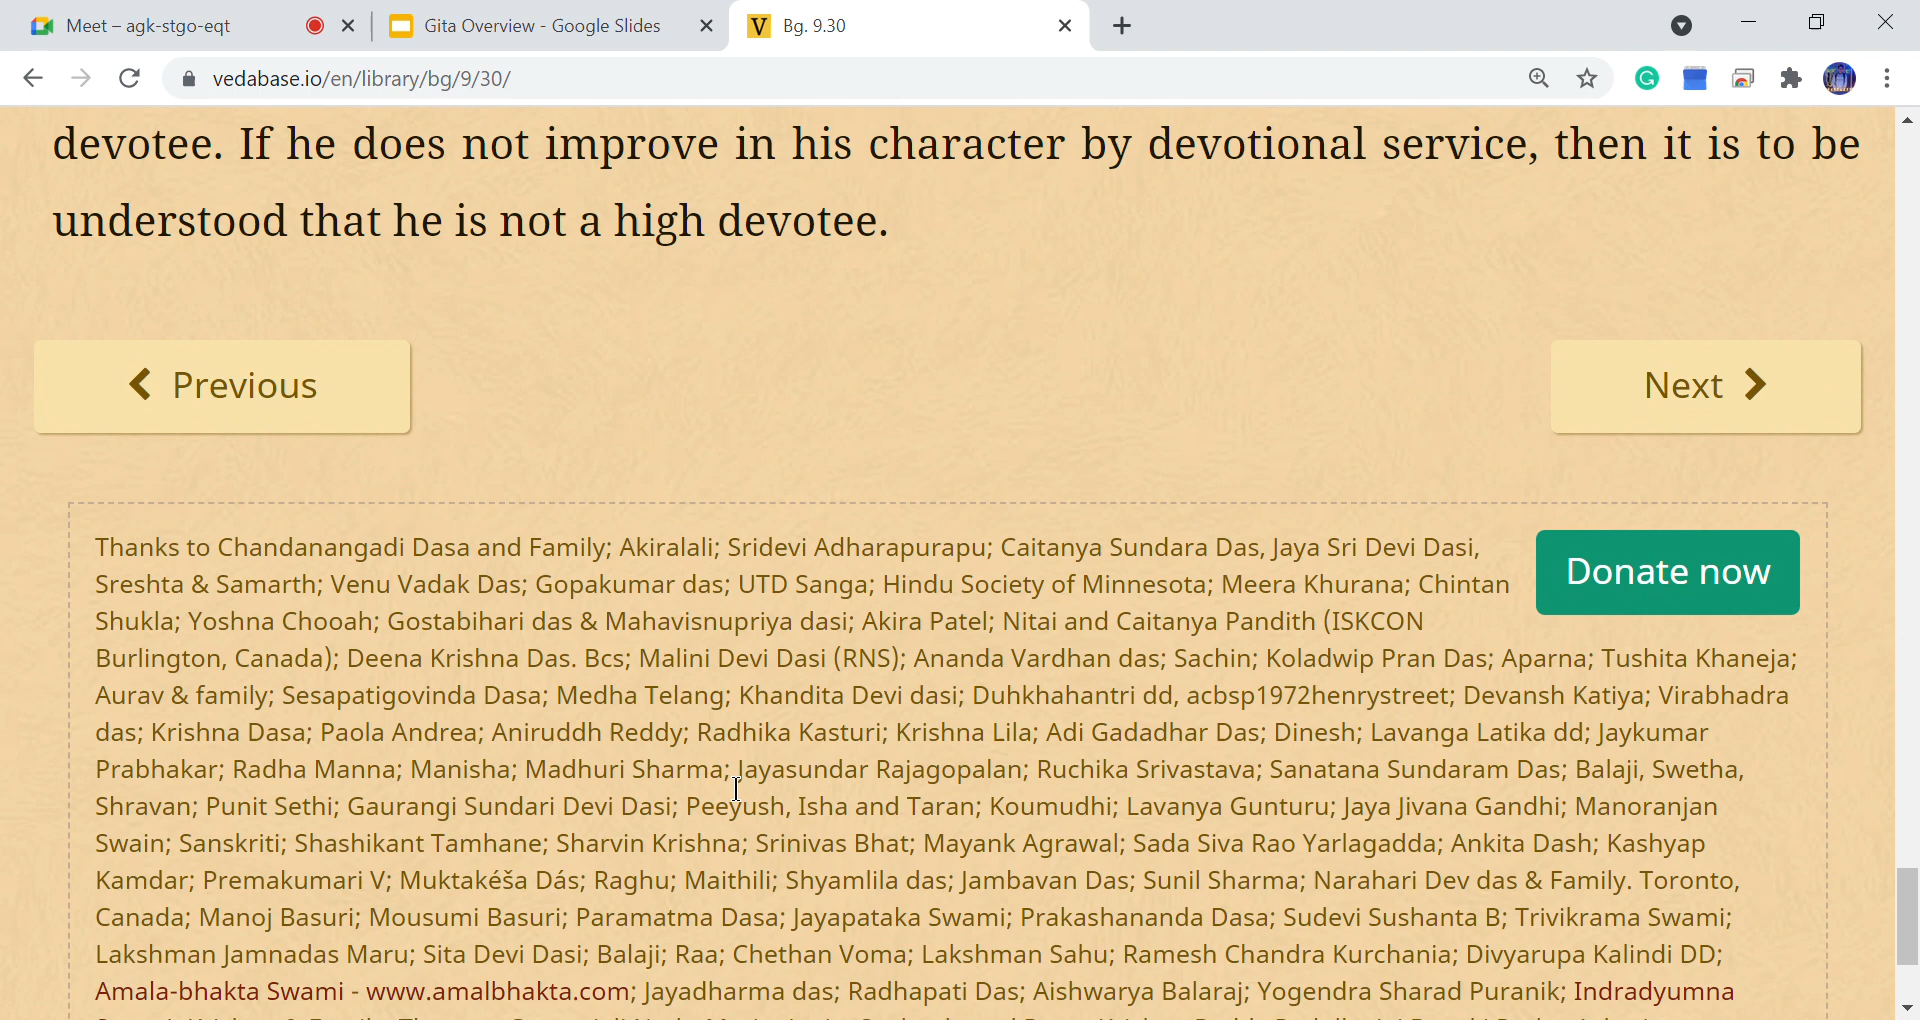 Meet – agk-stgo-eqt
Gita Overview - Google Slides
Bg. 9.30
vedabase.io/en/library/bg/9/30/
devotee. If he does not improve in his character by devotional service, then it is to be
understood that he is not a high devotee.
Previous
Next
Thanks to Chandanangadi Dasa and Family; Akiralali; Sridevi Adharapurapu; Caitanya Sundara Das, Jaya Sri Devi Dasi,
Donate now
Sreshta & Samarth; Venu Vadak Das; Gopakumar das; UTD Sanga; Hindu Society of Minnesota; Meera Khurana; Chintan
Shukla; Yoshna Chooah; Gostabihari das & Mahavisnupriya dasi; Akira Patel; Nitai and Caitanya Pandith (ISKCON
Burlington, Canada); Deena Krishna Das. Bcs; Malini Devi Dasi (RNS); Ananda Vardhan das; Sachin; Koladwip Pran Das; Aparna; Tushita Khaneja;
Aurav & family; Sesapatigovinda Dasa; Medha Telang; Khandita Devi dasi; Duhkhahantri dd, acbsp1972henrystreet; Devansh Katiya; Virabhadra
das; Krishna Dasa; Paola Andrea; Aniruddh Reddy; Radhika Kasturi; Krishna Lila; Adi Gadadhar Das; Dinesh; Lavanga Latika dd; Jaykumar
Prabhakar; Radha Manna; Manisha; Madhuri Sharma; Jayasundar Rajagopalan; Ruchika Srivastava; Sanatana Sundaram Das; Balaji, Swetha,
Shravan; Punit Sethi; Gaurangi Sundari Devi Dasi; Peeyush, Isha and Taran; Koumudhi; Lavanya Gunturu; Jaya Jivana Gandhi; Manoranjan
Swain; Sanskriti; Shashikant Tamhane; Sharvin Krishna; Srinivas Bhat; Mayank Agrawal; Sada Siva Rao Yarlagadda; Ankita Dash; Kashyap
Kamdar; Premakumari V; Muktakéša Dás; Raghu; Maithili; Shyamlila das; Jambavan Das; Sunil Sharma; Narahari Dev das & Family. Toronto,
Canada; Manoj Basuri; Mousumi Basuri; Paramatma Dasa; Jayapataka Swami; Prakashananda Dasa; Sudevi Sushanta B; Trivikrama Swami;
Lakshman Jamnadas Maru; Sita Devi Dasi; Balaji; Raa; Chethan Voma; Lakshman Sahu; Ramesh Chandra Kurchania; Divyarupa Kalindi DD;
Amala-bhakta Swami - www.amalbhakta.com; Jayadharma das; Radhapati Das; Aishwarya Balaraj; Yogendra Sharad Puranik; Indradyumna